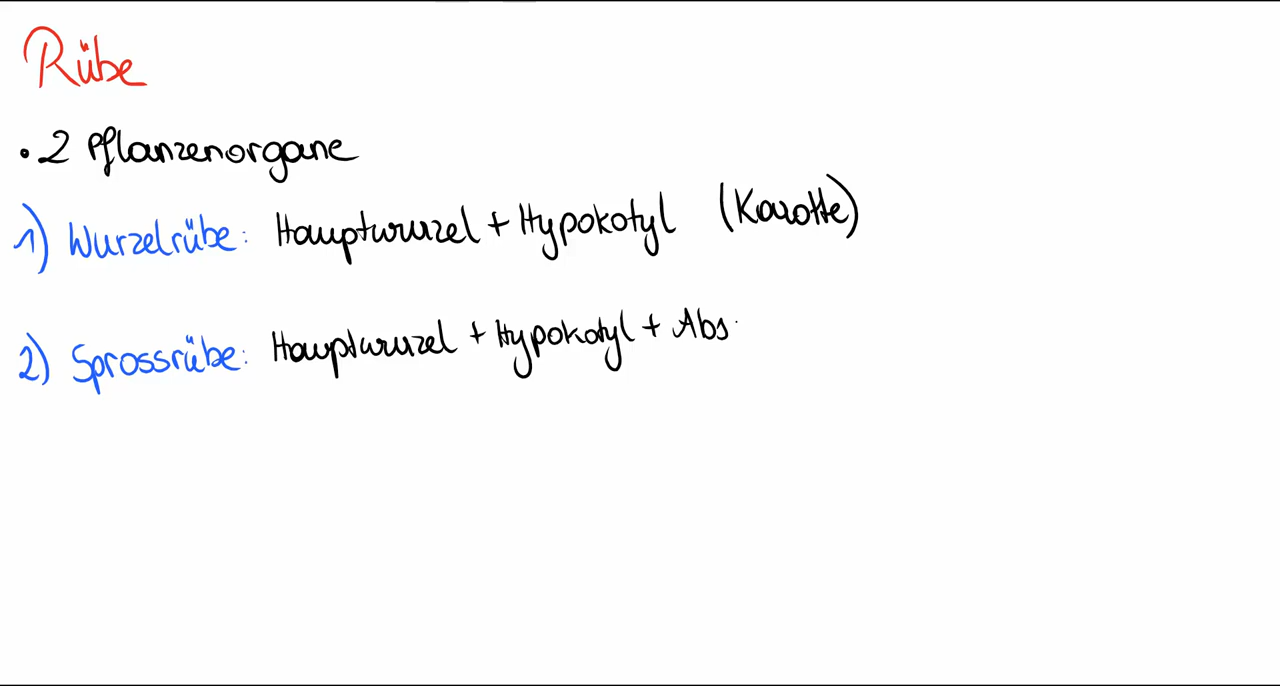 Rübe
• 2 Pflanzenorgane
1) Wurzelrübe: Hauptwurzel + Hypokotyl (Karotte)
2) Sprossrübe: Hauptwurzel + Hypokotyl + Abs